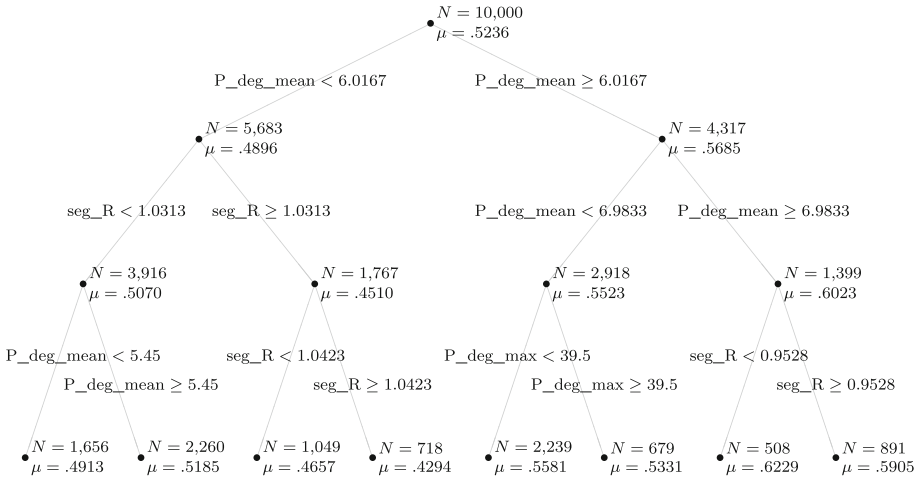 N = 10,000
μ = .5236
P_deg_mean < 6.0167
P_deg_mean ≥ 6.0167
N = 5,683
μ = .4896
N = 4,317
μ = .5685
seg_R < 1.0313
seg_R ≥ 1.0313
P_deg_mean < 6.9833
P_deg_mean ≥ 6.9833
N = 3,916
μ = .5070
N = 1,767
μ = .4510
N = 2,918
μ = .5523
N = 1,399
μ = .6023
P_deg_mean < 5.45
P_deg_mean ≥ 5.45
seg_R < 1.0423
seg_R ≥ 1.0423
P_deg_max < 39.5
P_deg_max ≥ 39.5
seg_R < 0.9528
seg_R ≥ 0.9528
N = 1,656
μ = .4913
N = 2,260
μ = .5185
N = 1,049
μ = .4657
N = 718
μ = .4294
N = 2,239
μ = .5581
N = 679
μ = .5331
N = 508
μ = .6229
N = 891
μ = .5905